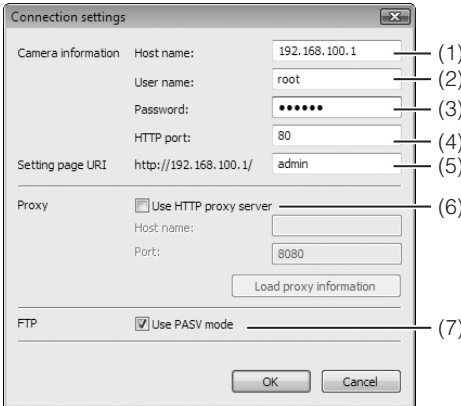 Connection settings
Camera information Host name: 192.168.100.1 (1)
User name: root (2)
Password: •••••• (3)
HTTP port: 80 (4)
Setting page URI http://192.168.100.1/ admin (5)
Proxy Use HTTP proxy server (6)
Host name:
Port: 8080
Load proxy information
FTP Use PASV mode (7)
OK Cancel